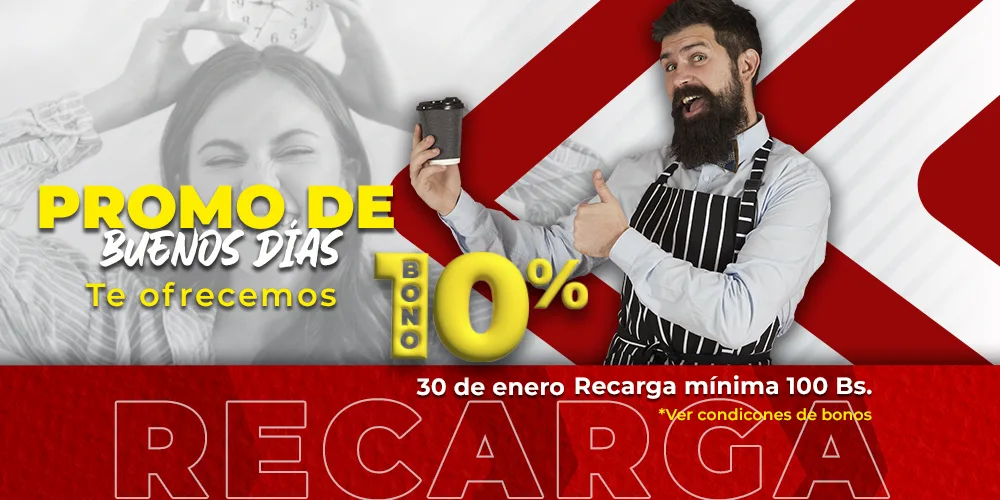 PROMO DE
BUENOS DÍAS
Te ofrecemos
BONO
10%
30 de enero Recarga mínima 100 Bs.
*Ver condicones de bonos
RECARGA